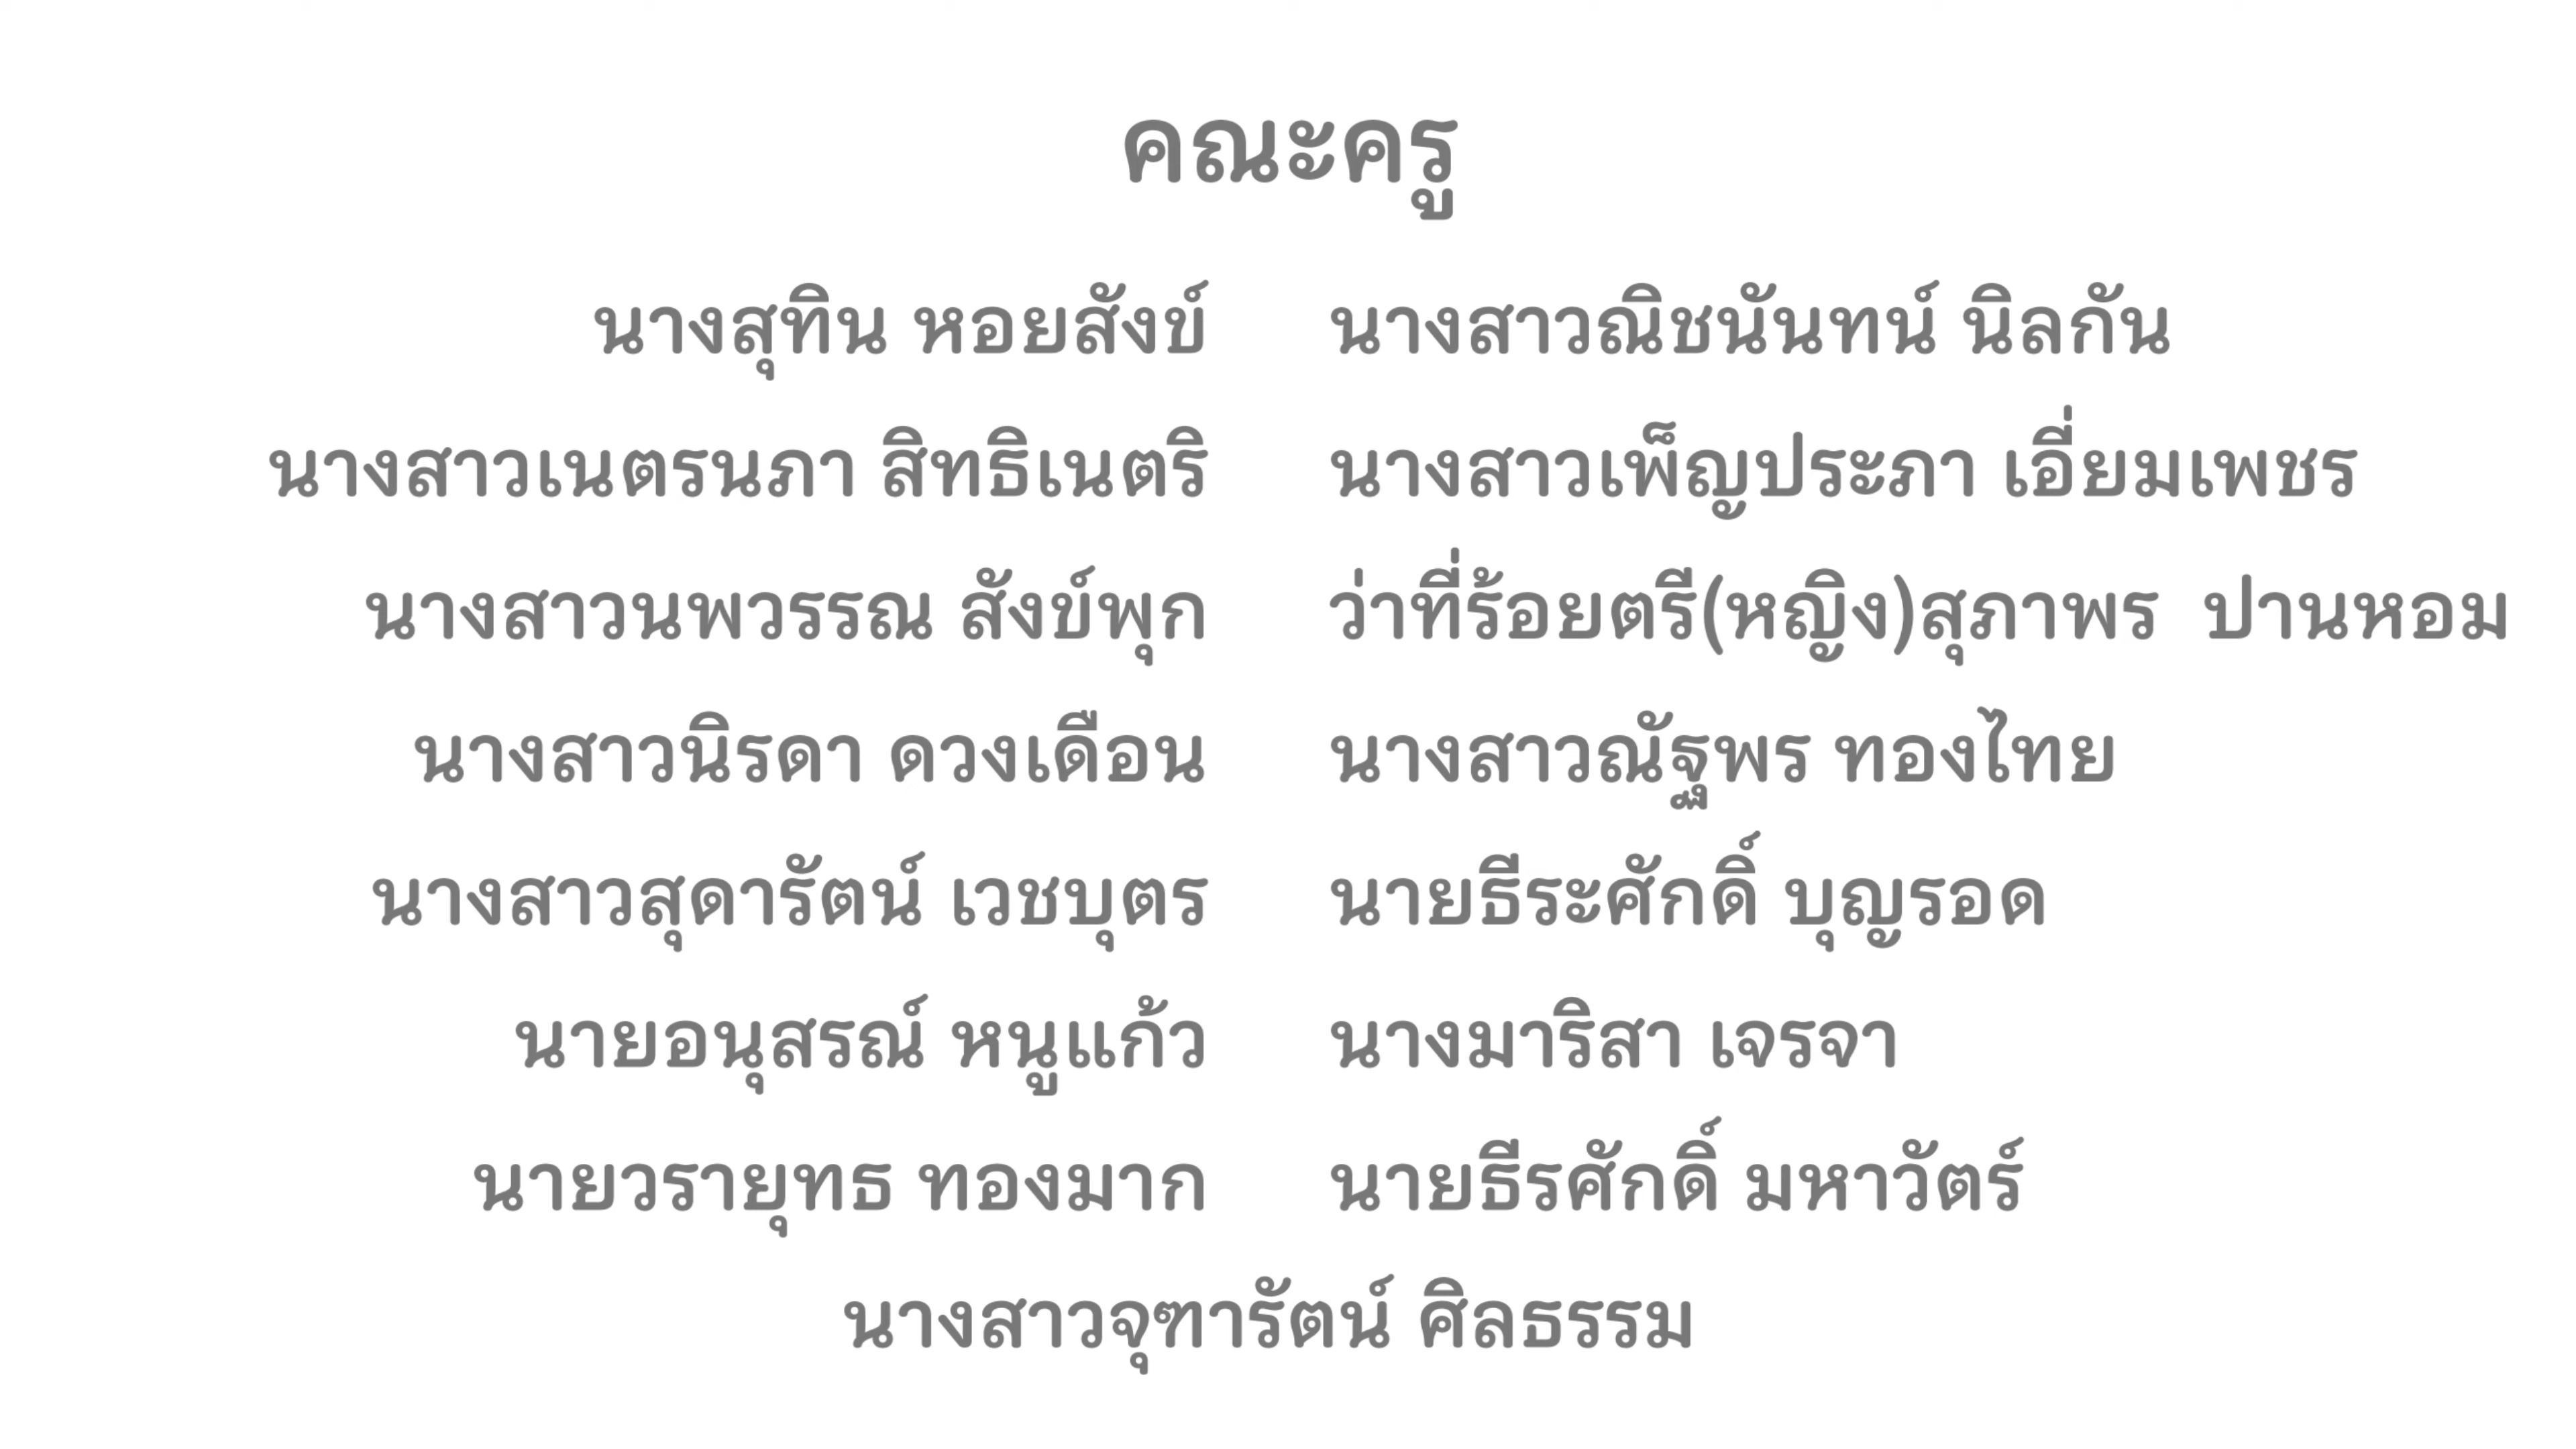 คณะครู
นางสุทิน หอยสังข์ นางสาวณิชนันทน์ นิลกัน
นางสาวเนตรนภา สิทธิเนตริ นางสาวเพ็ญประภา เอี่ยมเพชร
นางสาวนพวรรณ สังข์พุก ว่าที่ร้อยตรี(หญิง)สุภาพร ปานหอม
นางสาวนิรดา ดวงเดือน นางสาวณัฐพร ทองไทย
นางสาวสุดารัตน์ เวชบุตร นายธีระศักดิ์ บุญรอด
นายอนุสรณ์ หนูแก้ว นางมาริสา เจรจา
นายวรายุทธ ทองมาก นายธีรศักดิ์ มหาวัตร์
นางสาวจุฑารัตน์ ศิลธรรม